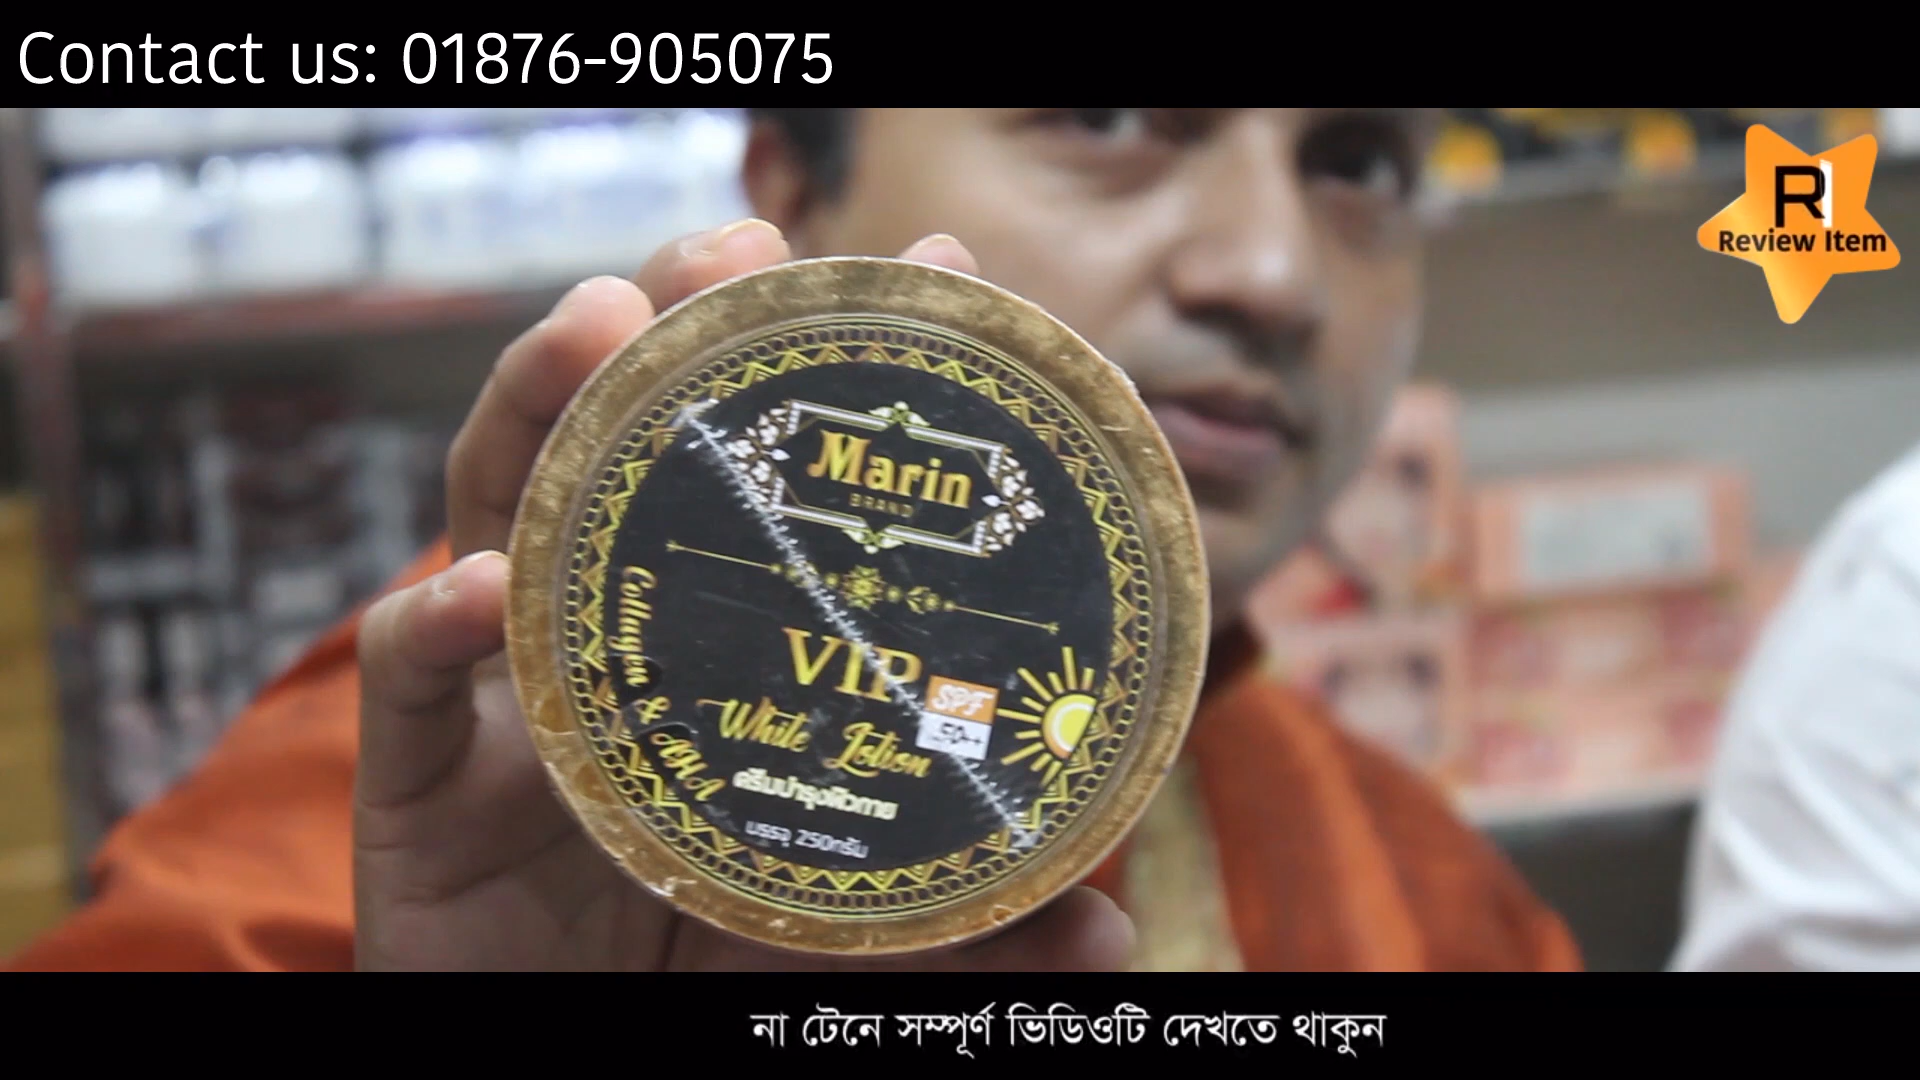 Contact us: 01876-905075
RI
Review Item
Marin
BRAND
VIP
SPF
50++
White Lotion
Collagen & AHA
ครีมบำรุงผิวกาย
บรรจุ 250กรัม
না টেনে সম্পূর্ণ ভিডিওটি দেখতে থাকুন